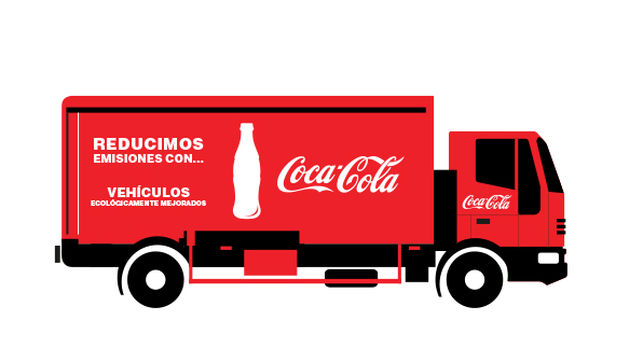 REDUCIMOS
EMISIONES CON...
VEHÍCULOS
ECOLÓGICAMENTE MEJORADOS
Coca-Cola
Coca-Cola